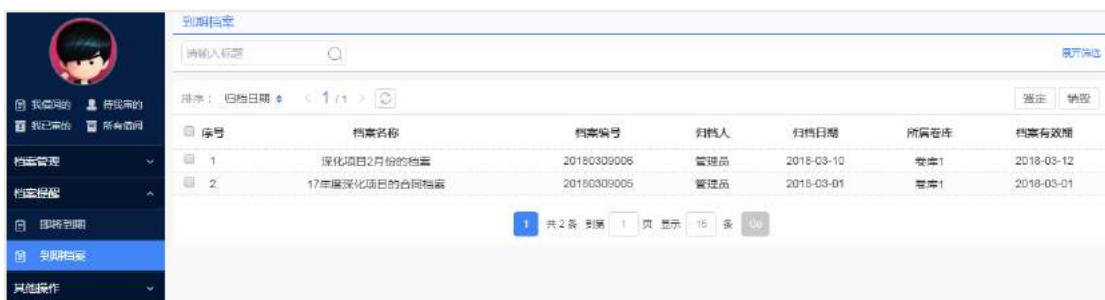 到期档案
请输入标题
展开筛选
我借阅的 待我审的
我已审的 所有借阅
排序： 归档日期 1 / 1
鉴定 销毁
序号 档案名称 档案编号 归档人 归档日期 所属卷库 档案有效期
1 深化项目2月份的档案 20180309006 管理员 2018-03-10 卷库1 2018-03-12
2 17年度深化项目的合同档案 20180309005 管理员 2018-03-01 卷库1 2018-03-01
档案管理
档案提醒
即将到期
到期档案
其他操作
1 共2条 到第 1 页 显示 15 条 Go